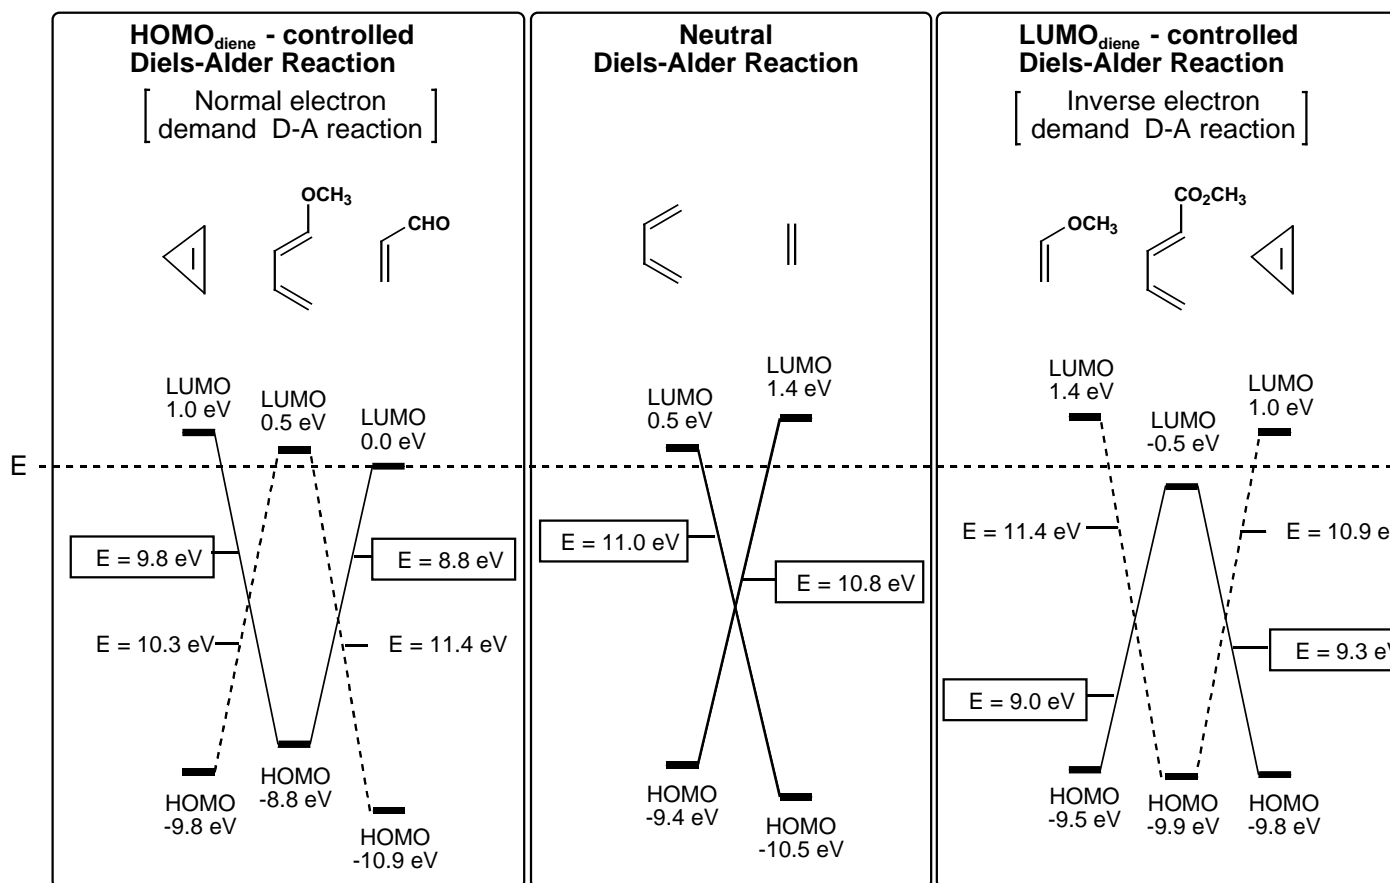 HOMOdiene - controlled
Diels-Alder Reaction
Normal electron
demand D-A reaction
OCH3
CHO
LUMO
1.0 eV
LUMO
0.5 eV
LUMO
0.0 eV
E
E = 9.8 eV
E = 8.8 eV
E = 10.3 eV
E = 11.4 eV
HOMO
-9.8 eV
HOMO
-8.8 eV
HOMO
-10.9 eV
Neutral
Diels-Alder Reaction
LUMO
0.5 eV
LUMO
1.4 eV
E = 11.0 eV
E = 10.8 eV
HOMO
-9.4 eV
HOMO
-10.5 eV
LUMOdiene - controlled
Diels-Alder Reaction
Inverse electron
demand D-A reaction
OCH3
CO2CH3
LUMO
1.4 eV
LUMO
-0.5 eV
LUMO
1.0 eV
E = 11.4 eV
E = 10.9 e
E = 9.0 eV
E = 9.3 eV
HOMO
-9.5 eV
HOMO
-9.9 eV
HOMO
-9.8 eV